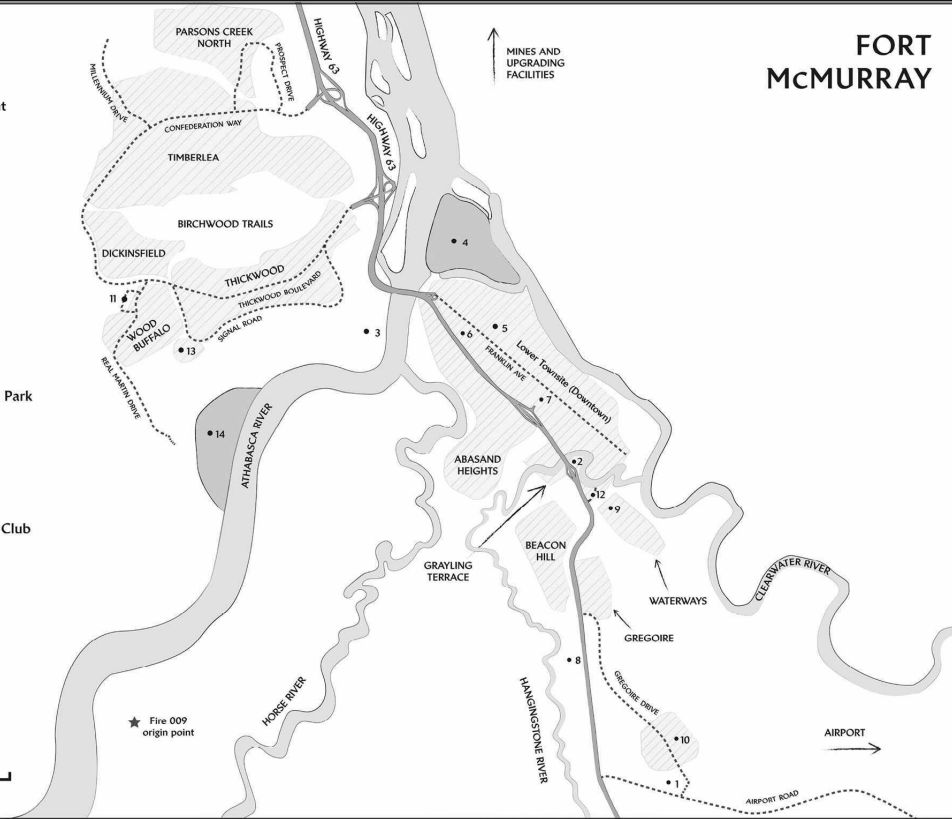 FORT
McMURRAY
PARSONS CREEK
NORTH
HIGHWAY 63
MINES AND
UPGRADING
FACILITIES
MILLENNIUM DRIVE
PROSPECT DRIVE
CONFEDERATION WAY
HIGHWAY 63
TIMBERLEA
BIRCHWOOD TRAILS
4
DICKINSFIELD
THICKWOOD
THICKWOOD BOULEVARD
11
WOOD
BUFFALO
SIGNAL ROAD
3
6
5
13
FRANKLIN AVE
Lower Townsite (Downtown)
REAL MARTIN DRIVE
Park
7
14
ATHABASCA RIVER
ABASAND
HEIGHTS
2
12
9
Club
BEACON
HILL
GRAYLING
TERRACE
CLEARWATER RIVER
WATERWAYS
GREGOIRE
8
HORSE RIVER
HANGINGSTONE RIVER
GREGOIRE DRIVE
Fire 009
origin point
10
AIRPORT
1
AIRPORT ROAD